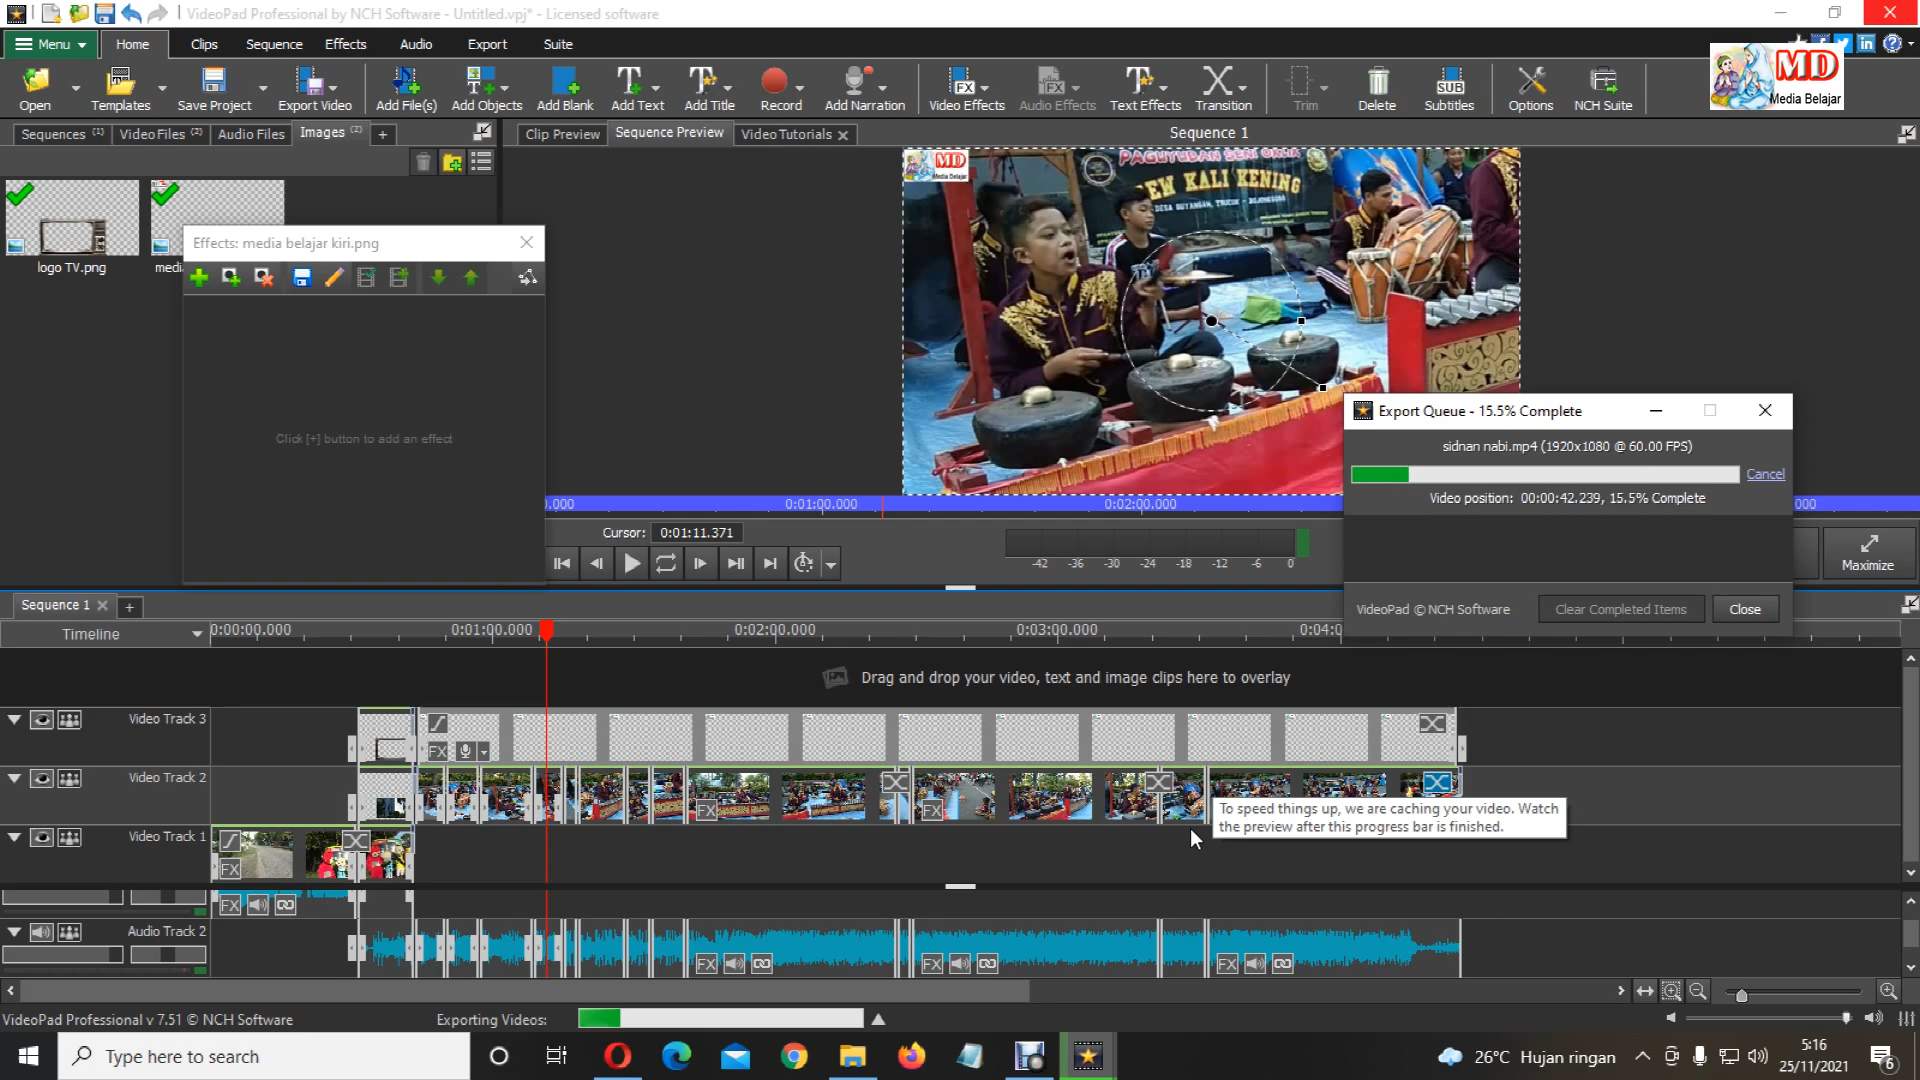 VideoPad Professional by NCH Software - Untitled.vpj* - Licensed software
Menu Home Clips Sequence Effects Audio Export Suite
Open Templates Save Project Export Video Add File(s) Add Objects Add Blank Add Text Add Title Record Add Narration Video Effects Audio Effects Text Effects Transition Trim Delete Subtitles Options NCH Suite
MD
Media Belajar
Sequences (1) Video Files (2) Audio Files Images (2) +
Clip Preview Sequence Preview Video Tutorials
Sequence 1
logo TV.png
Effects: media belajar kiri.png
Click [+] button to add an effect
MD
Media Belajar
PAGUYUBAN SENI OKLIK
NEW KALI KENING
Export Queue - 15.5% Complete
sidnan nabi.mp4 (1920x1080 @ 60.00 FPS)
Cancel
Video position: 00:00:42.239, 15.5% Complete
VideoPad © NCH Software
Clear Completed Items
Close
0:01:00.000 0:02:00.000
Cursor: 0:01:11.371
-42 -36 -30 -24 -18 -12 -6 0
Maximize
Sequence 1 +
Timeline
0:00:00.000 0:01:00.000 0:02:00.000 0:03:00.000 0:04:
Drag and drop your video, text and image clips here to overlay
Video Track 3
FX
Video Track 2
FX FX
To speed things up, we are caching your video. Watch
the preview after this progress bar is finished.
Video Track 1
FX
FX
Audio Track 2
FX FX FX
VideoPad Professional v 7.51 © NCH Software
Exporting Videos:
Type here to search
26°C Hujan ringan
5:16
25/11/2021
6